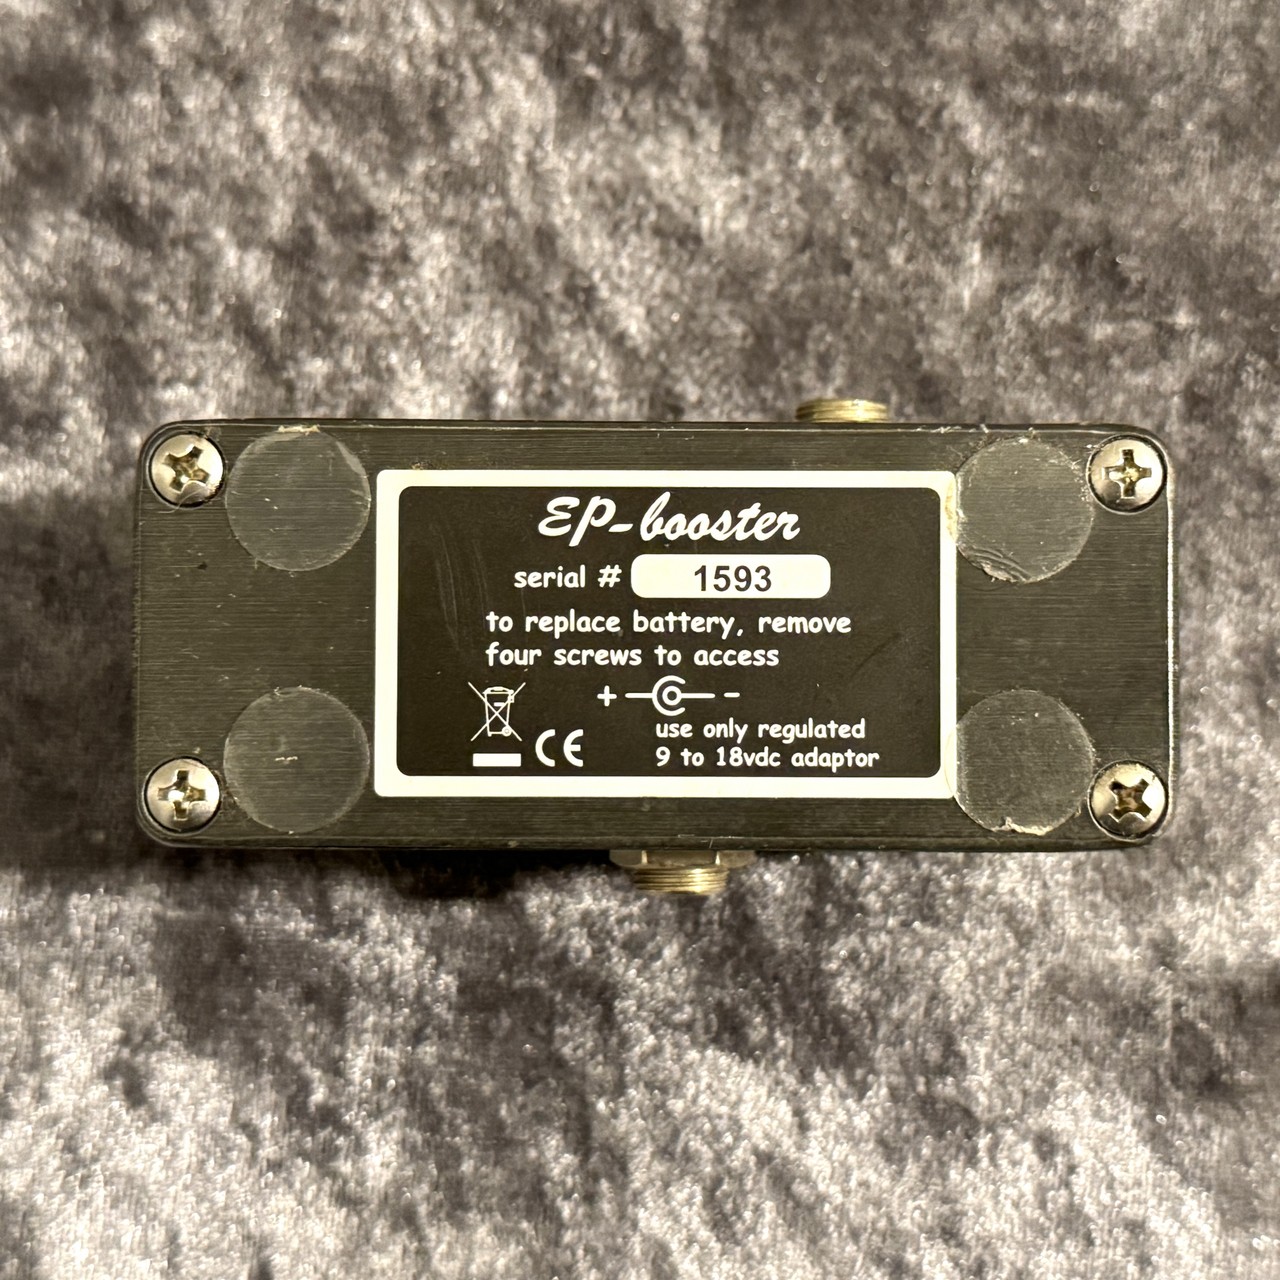 EP-booster
serial # 1593
to replace battery, remove
four screws to access
+ -
use only regulated
9 to 18vdc adaptor
CE